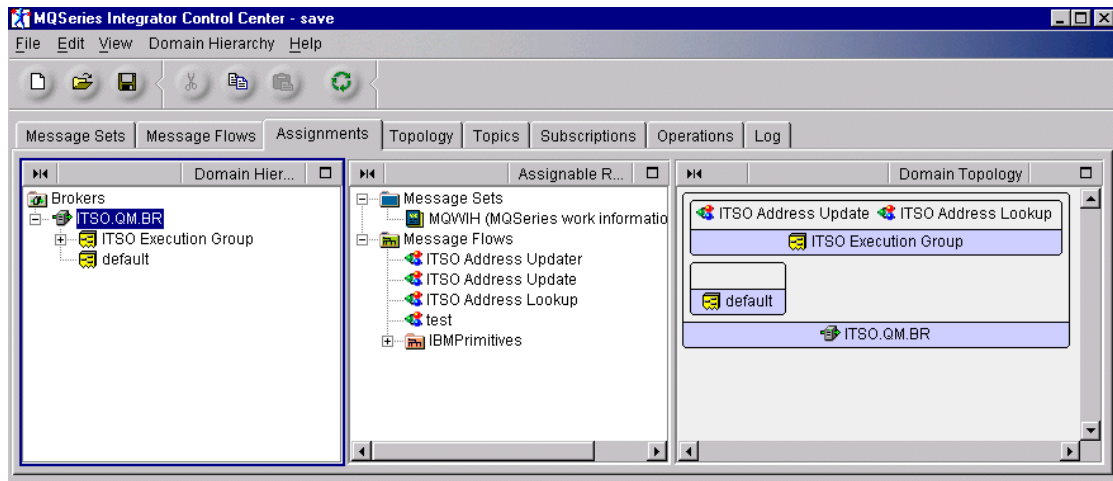 MQSeries Integrator Control Center - save
File Edit View Domain Hierarchy Help
Message Sets Message Flows Assignments Topology Topics Subscriptions Operations Log
Domain Hier...
Brokers
ITSO.QM.BR
ITSO Execution Group
default
Assignable R...
Message Sets
MQWIH (MQSeries work informatio
Message Flows
ITSO Address Updater
ITSO Address Update
ITSO Address Lookup
test
IBMPrimitives
Domain Topology
ITSO Address Update ITSO Address Lookup
ITSO Execution Group
default
ITSO.QM.BR